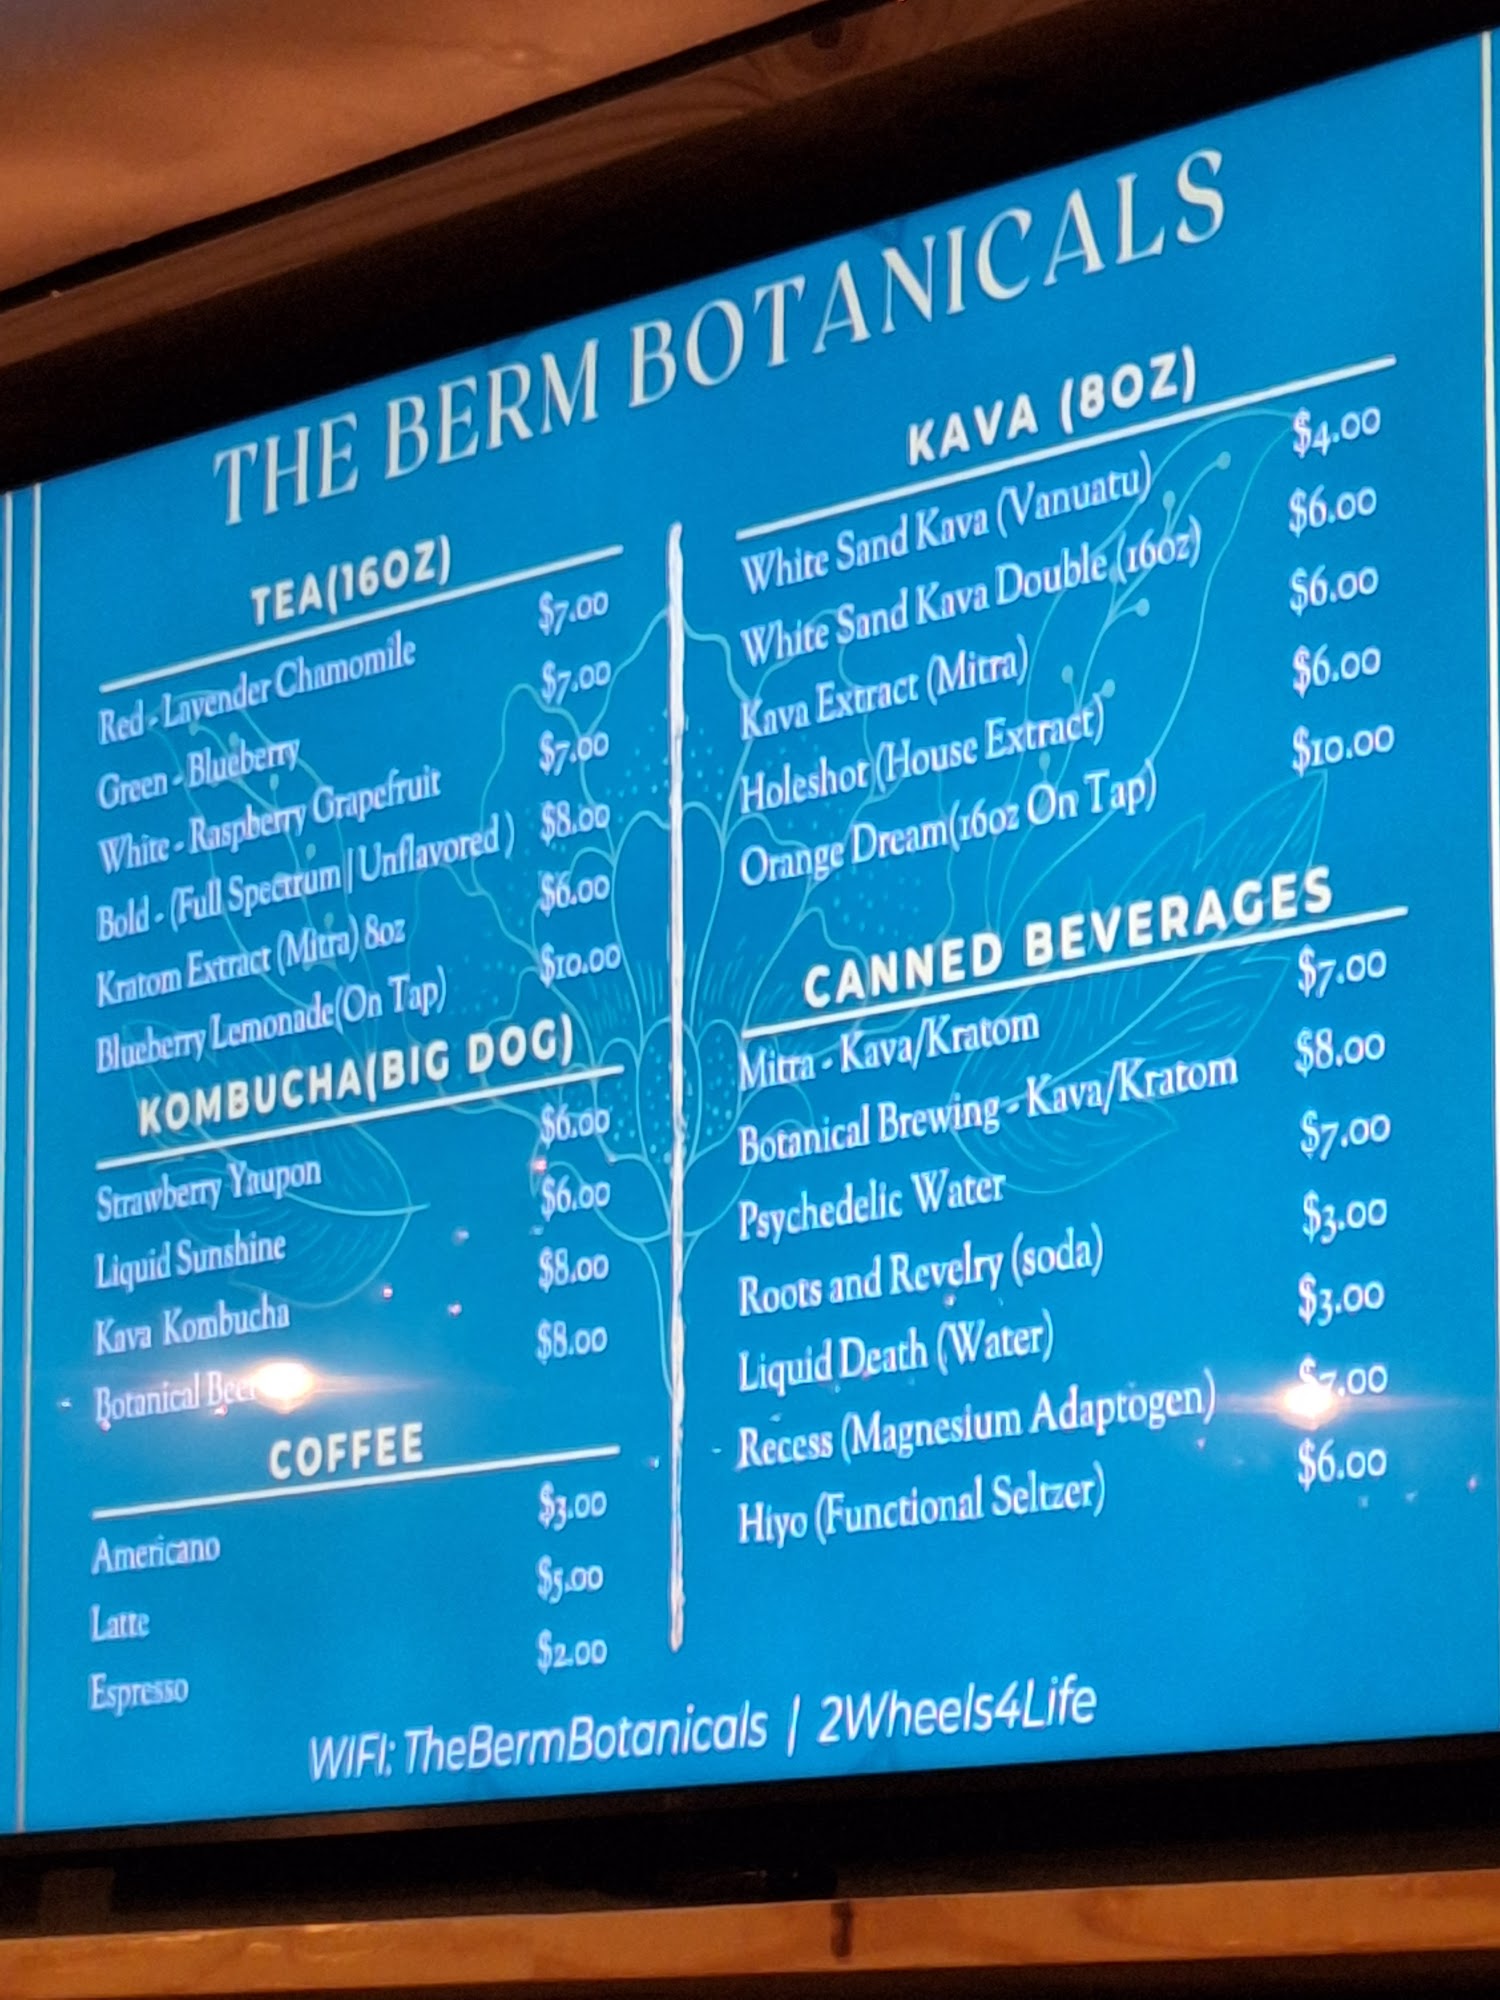 THE BERM BOTANICALS
TEA(16OZ)
Red - Lavender Chamomile $7.00
Green - Blueberry $7.00
White - Raspberry Grapefruit $7.00
Bold - (Full Spectrum | Unflavored ) $8.00
Kratom Extract (Mitra) 8oz $6.00
Blueberry Lemonade(On Tap) $10.00
KOMBUCHA(BIG DOG)
Strawberry Yaupon $6.00
Liquid Sunshine $6.00
Kava Kombucha $8.00
Botanical Beer $8.00
COFFEE
Americano $3.00
Latte $5.00
Espresso $2.00
KAVA (8OZ)
White Sand Kava (Vanuatu) $4.00
White Sand Kava Double (16oz) $6.00
Kava Extract (Mitra) $6.00
Holeshot (House Extract) $6.00
Orange Dream(16oz On Tap) $10.00
CANNED BEVERAGES
Mitra - Kava/Kratom $7.00
Botanical Brewing - Kava/Kratom $8.00
Psychedelic Water $7.00
Roots and Revelry (soda) $3.00
Liquid Death (Water) $3.00
Recess (Magnesium Adaptogen) $7.00
Hiyo (Functional Seltzer) $6.00
WIFI: TheBermBotanicals | 2Wheels4Life